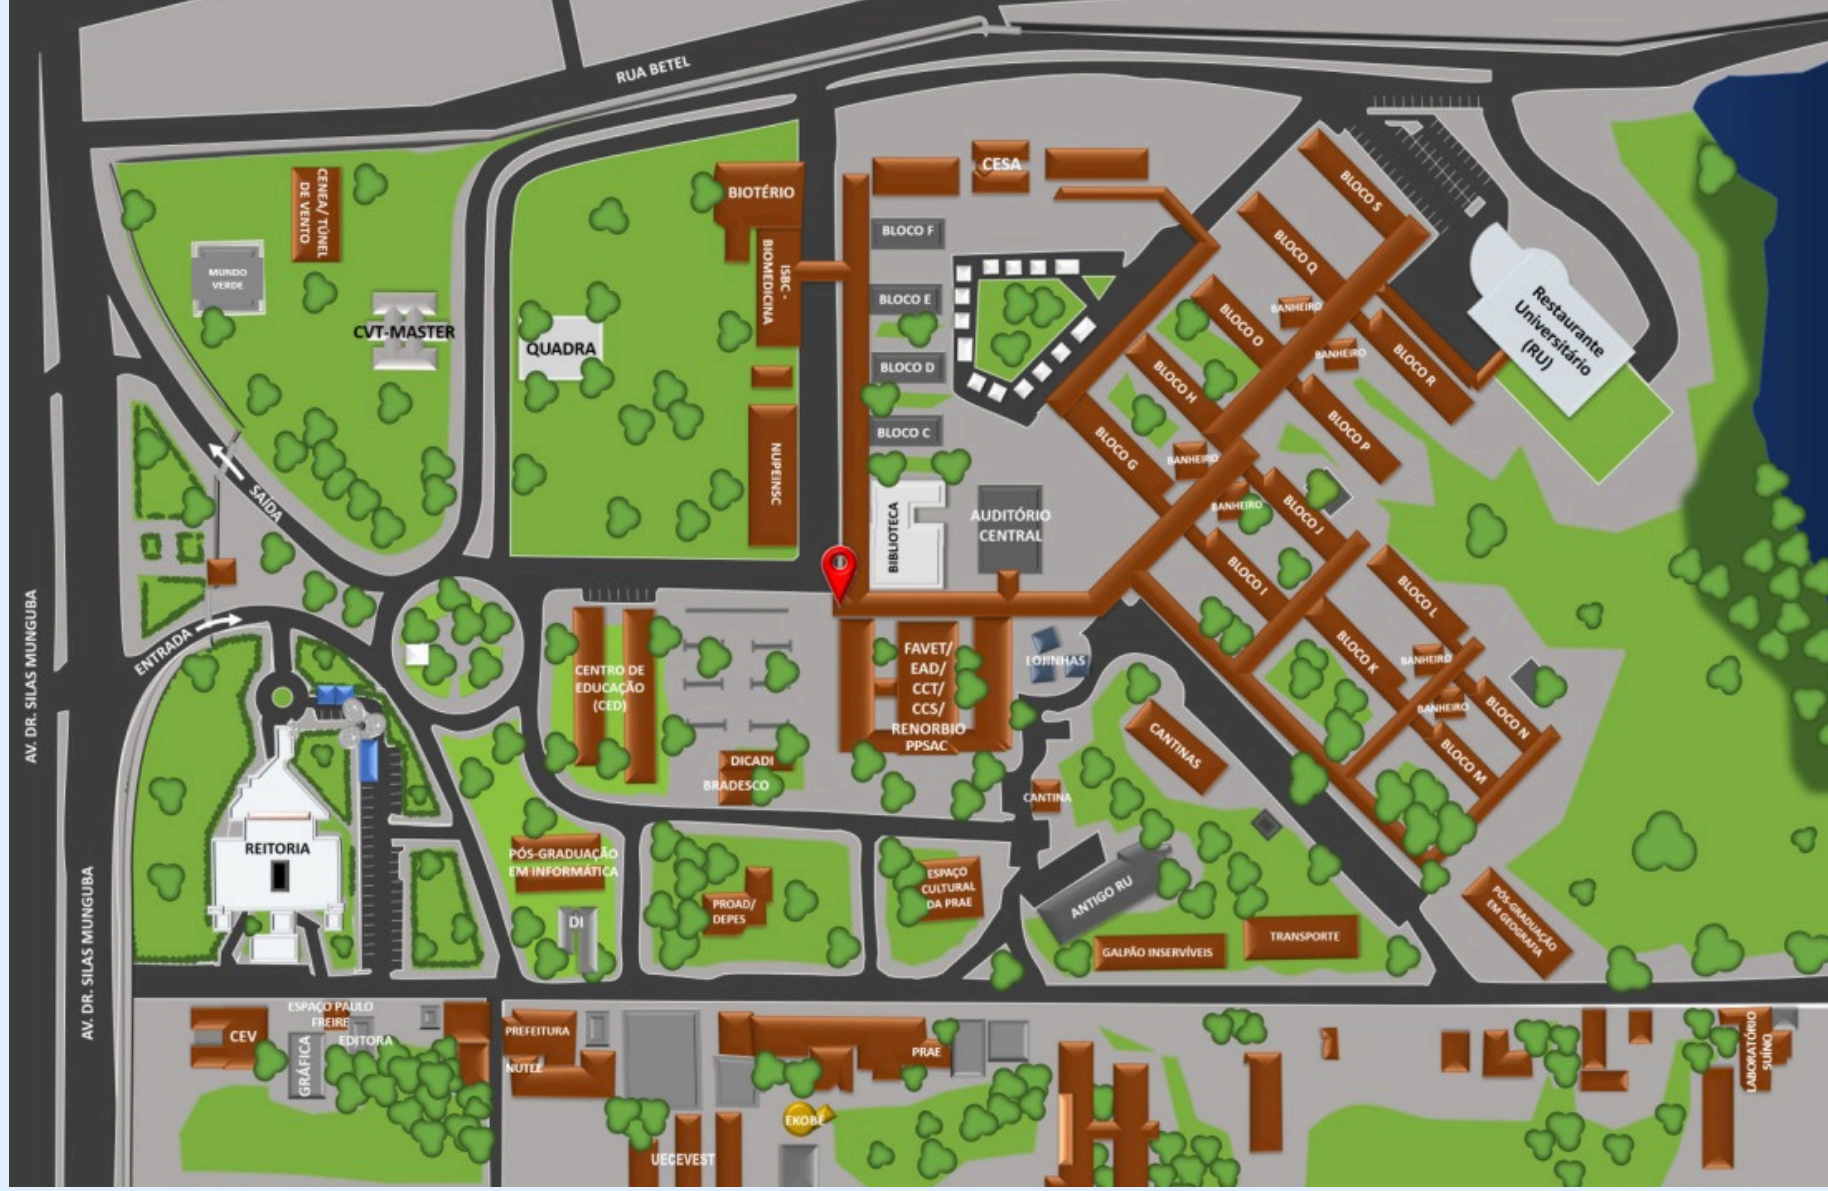 RUA BETEL
CENEA/ TÚNEL
DE VENTO
MUNDO
VERDE
CVT-MASTER
QUADRA
BIOTÉRIO
ISBC -
BIOMEDICINA
NUPEINSC
CESA
BLOCO F
BLOCO E
BLOCO D
BLOCO C
BIBLIOTECA
AUDITÓRIO
CENTRAL
BLOCO S
BLOCO Q
BANHEIRO
BLOCO O
BANHEIRO
BLOCO R
BLOCO H
BLOCO P
BLOCO G
BANHEIRO
BANHEIRO
BLOCO J
BLOCO I
BLOCO L
BLOCO K
BANHEIRO
BANHEIRO
BLOCO N
BLOCO M
Restaurante
Universitário
(RU)
SAÍDA
ENTRADA
AV. DR. SILAS MUNGUBA
AV. DR. SILAS MUNGUBA
CENTRO DE
EDUCAÇÃO
(CED)
FAVET/
EAD/
CCT/
CCS/
RENORBIO
PPSAC
LOJINHAS
DICADI
BRADESCO
CANTINAS
CANTINA
REITORIA
PÓS-GRADUAÇÃO
EM INFORMÁTICA
DI
PROAD/
DEPES
ESPAÇO
CULTURAL
DA PRAE
ANTIGO RU
GALPÃO INSERVÍVEIS
TRANSPORTE
PÓS-GRADUAÇÃO
EM GEOGRAFIA
CEV
ESPAÇO PAULO
FREIRE
GRÁFICA
EDITORA
PREFEITURA
NUTEE
PRAE
EKOBÉ
UECEVEST
LABORATÓRIO
SUÍNO